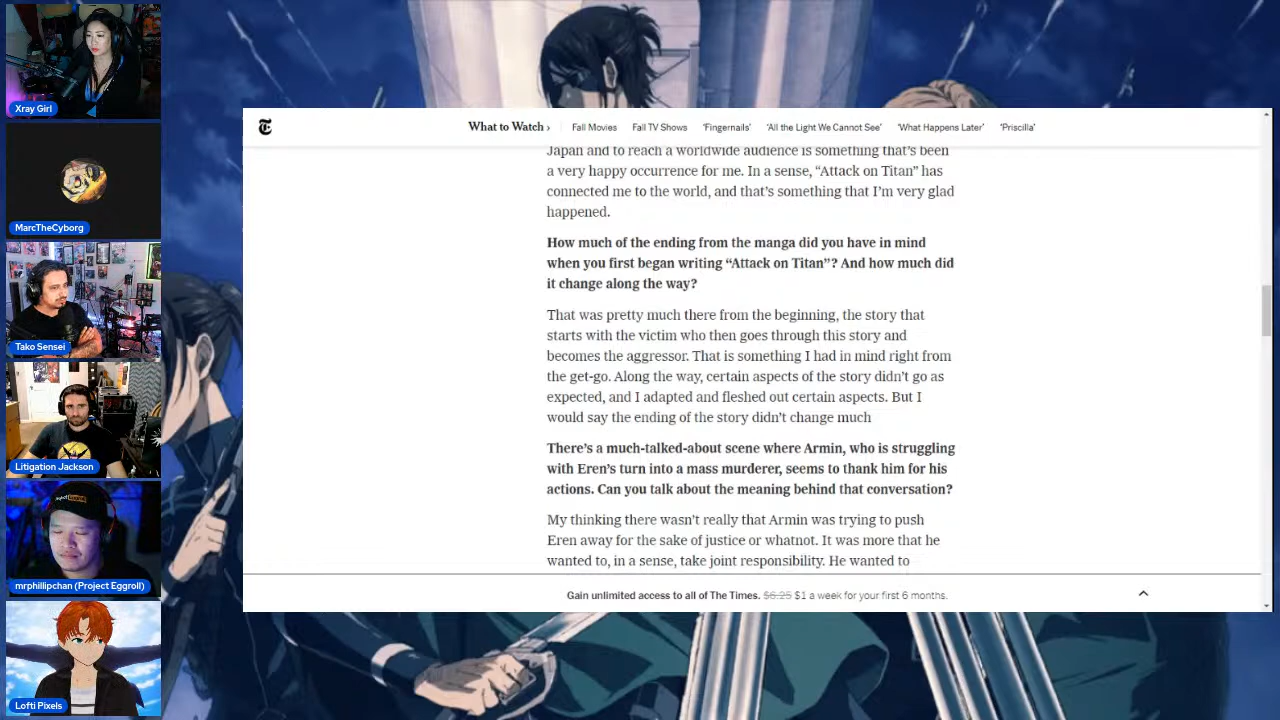 Xray Girl
MarcTheCyborg
Tako Sensei
Litigation Jackson
mrphillipchan (Project Eggroll)
Lofti Pixels
What to Watch ›
Fall Movies
Fall TV Shows
'Fingernails'
'All the Light We Cannot See'
'What Happens Later'
'Priscilla'
Japan and to reach a worldwide audience is something that's been
a very happy occurrence for me. In a sense, “Attack on Titan” has
connected me to the world, and that's something that I'm very glad
happened.
How much of the ending from the manga did you have in mind
when you first began writing “Attack on Titan”? And how much did
it change along the way?
That was pretty much there from the beginning, the story that
starts with the victim who then goes through this story and
becomes the aggressor. That is something I had in mind right from
the get-go. Along the way, certain aspects of the story didn't go as
expected, and I adapted and fleshed out certain aspects. But I
would say the ending of the story didn't change much
There's a much-talked-about scene where Armin, who is struggling
with Eren's turn into a mass murderer, seems to thank him for his
actions. Can you talk about the meaning behind that conversation?
My thinking there wasn't really that Armin was trying to push
Eren away for the sake of justice or whatnot. It was more that he
wanted to, in a sense, take joint responsibility. He wanted to
Gain unlimited access to all of The Times. $6.25 $1 a week for your first 6 months.